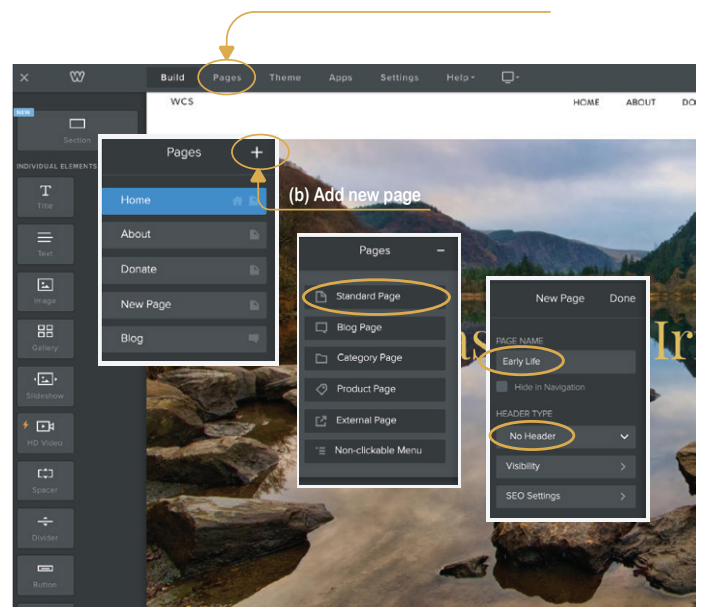 Build Pages Theme Apps Settings Help
WCS HOME ABOUT
NEW
Section
INDIVIDUAL ELEMENTS
T
Title
Text
Image
Gallery
Slideshow
HD Video
Spacer
Divider
Button
Pages +
Home
About
Donate
New Page
Blog
(b) Add new page
Pages −
Standard Page
Blog Page
Category Page
Product Page
External Page
Non-clickable Menu
New Page Done
PAGE NAME
Early Life
Hide in Navigation
HEADER TYPE
No Header
Visibility
SEO Settings